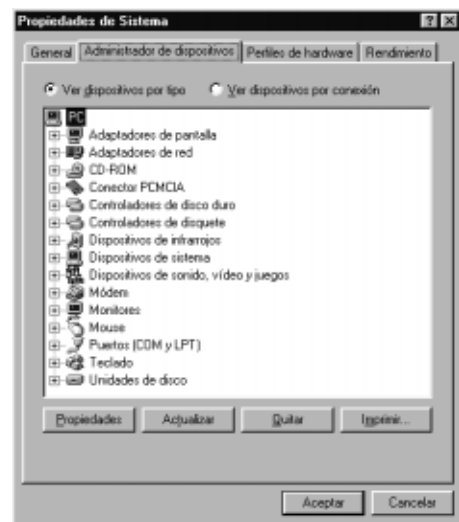 Propiedades de Sistema
General Administrador de dispositivos Perfiles de hardware Rendimiento
Ver dispositivos por tipo Ver dispositivos por conexión
PC
Adaptadores de pantalla
Adaptadores de red
CD-ROM
Conector PCMCIA
Controladores de disco duro
Controladores de disquete
Dispositivos de infrarrojos
Dispositivos de sistema
Dispositivos de sonido, vídeo y juegos
Módem
Monitores
Mouse
Puertos (COM y LPT)
Teclado
Unidades de disco
Propiedades Actualizar Quitar Imprimir...
Aceptar Cancelar